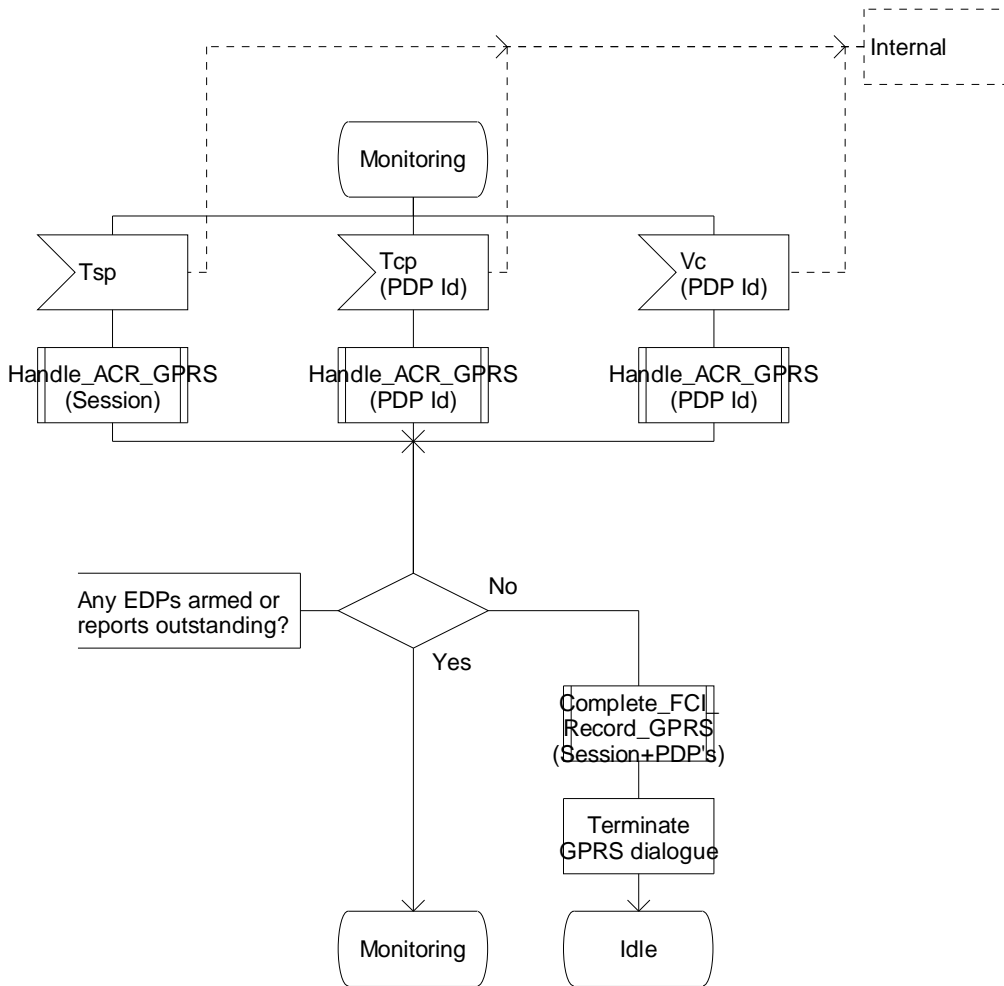 Internal
Monitoring
Tsp
Tcp
(PDP Id)
Vc
(PDP Id)
Handle_ACR_GPRS
(Session)
Handle_ACR_GPRS
(PDP Id)
Handle_ACR_GPRS
(PDP Id)
Any EDPs armed or
reports outstanding?
No
Yes
Complete_FCI_
Record_GPRS
(Session+PDP's)
Terminate
GPRS dialogue
Monitoring
Idle